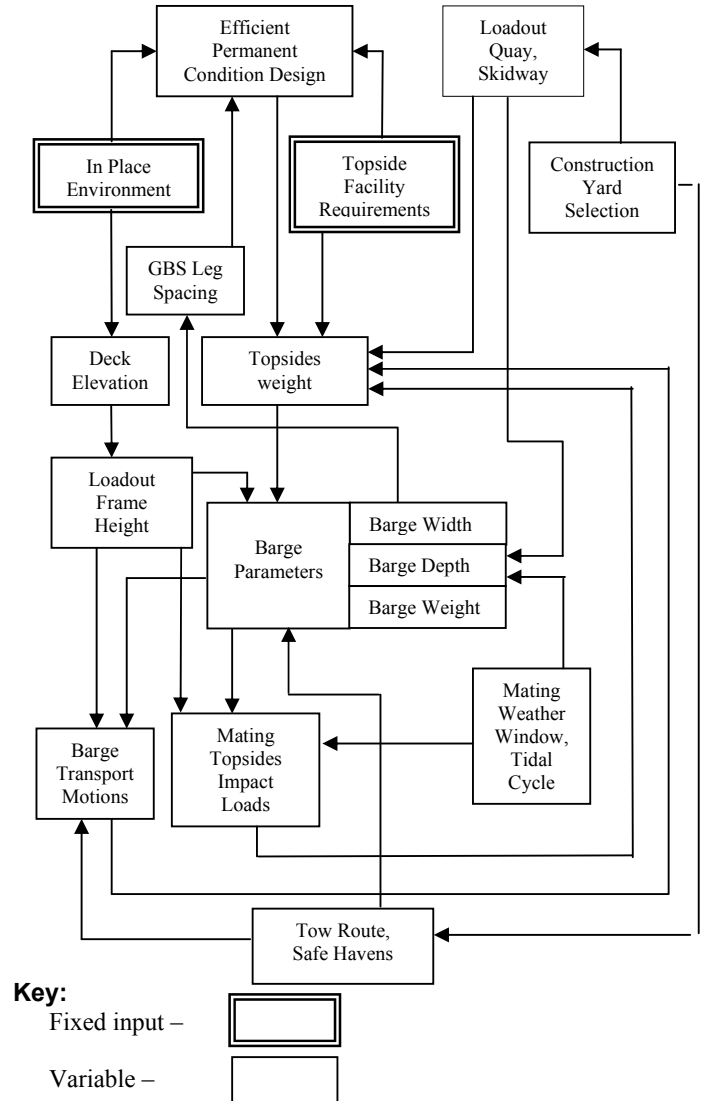 Efficient
Permanent
Condition Design
Loadout
Quay,
Skidway
In Place
Environment
Topside
Facility
Requirements
Construction
Yard
Selection
GBS Leg
Spacing
Deck
Elevation
Topsides
weight
Loadout
Frame
Height
Barge
Parameters
Barge Width
Barge Depth
Barge Weight
Mating
Weather
Window,
Tidal
Cycle
Barge
Transport
Motions
Mating
Topsides
Impact
Loads
Tow Route,
Safe Havens
Key:
Fixed input –
Variable –